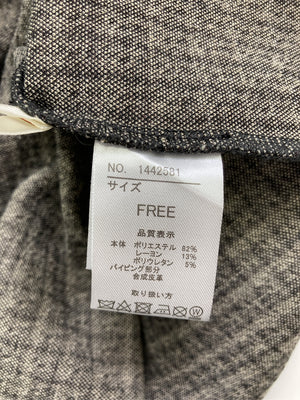 NO. 1442581
サイズ
FREE
品質表示
本体 ポリエステル 82%
レーヨン 13%
ポリウレタン 5%
パイピング部分
合成皮革
取り扱い方